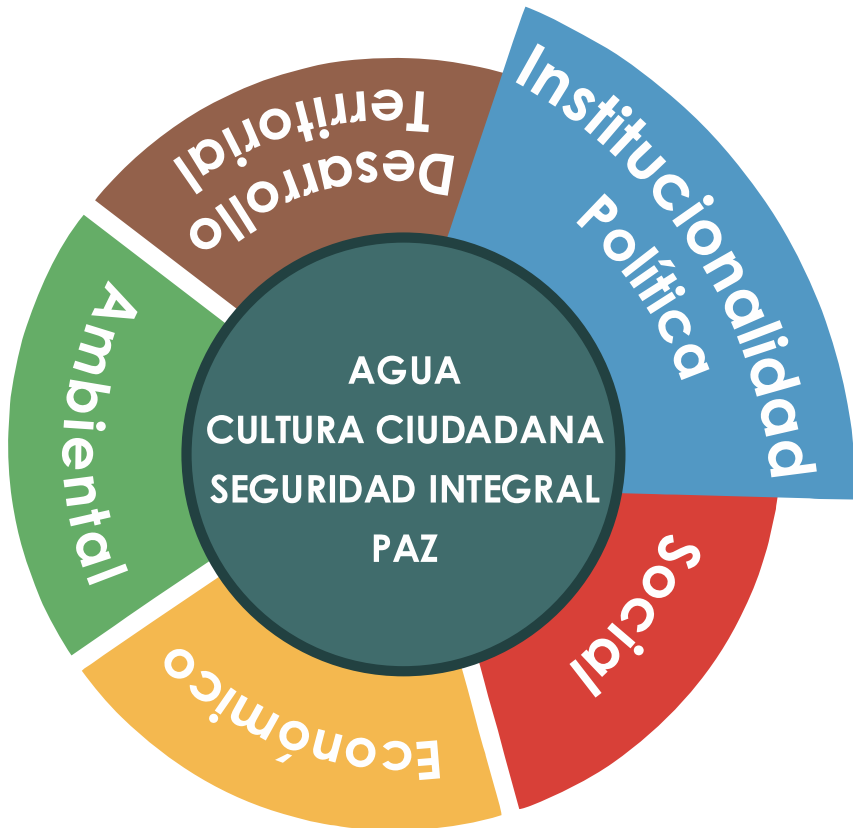 Institucionalidad
Política
Social
Económico
Ambiental
Desarrollo
Territorial
AGUA
CULTURA CIUDADANA
SEGURIDAD INTEGRAL
PAZ